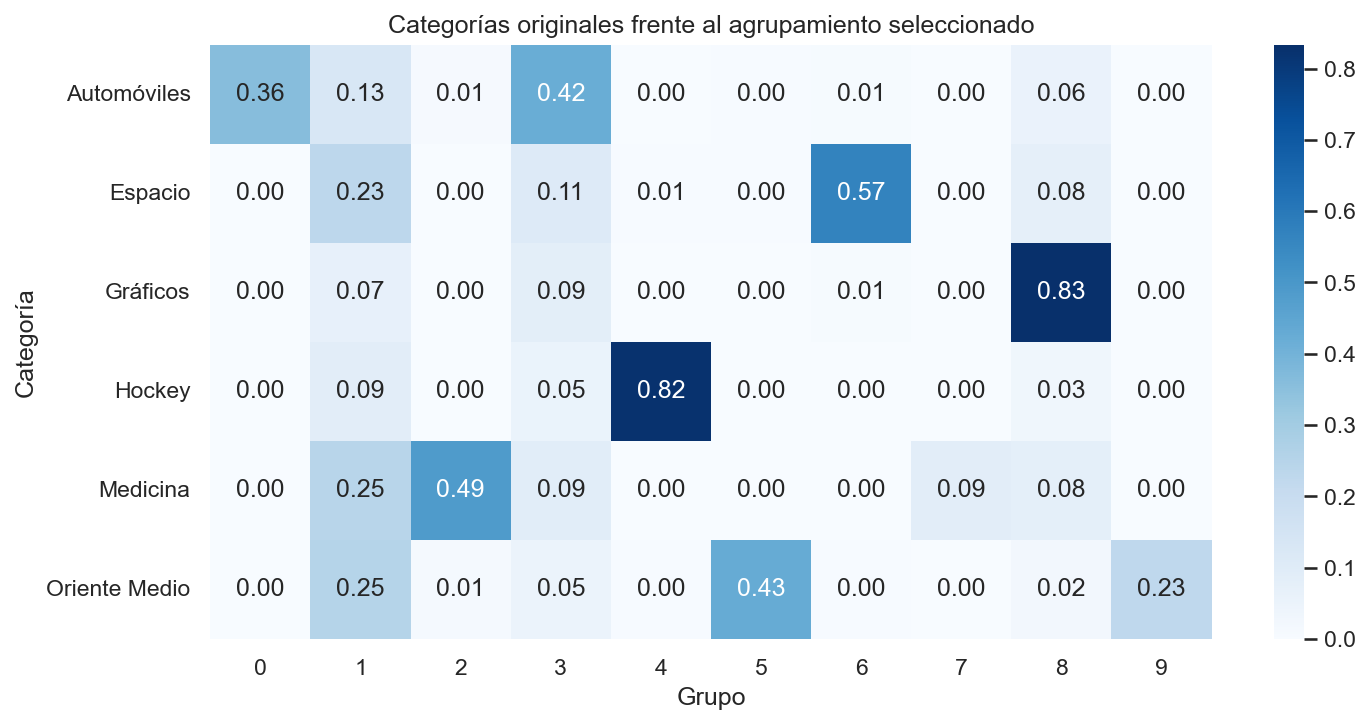 Categorías originales frente al agrupamiento seleccionado
Categoría
Automóviles 0.36 0.13 0.01 0.42 0.00 0.00 0.01 0.00 0.06 0.00
Espacio 0.00 0.23 0.00 0.11 0.01 0.00 0.57 0.00 0.08 0.00
Gráficos 0.00 0.07 0.00 0.09 0.00 0.00 0.01 0.00 0.83 0.00
Hockey 0.00 0.09 0.00 0.05 0.82 0.00 0.00 0.00 0.03 0.00
Medicina 0.00 0.25 0.49 0.09 0.00 0.00 0.00 0.09 0.08 0.00
Oriente Medio 0.00 0.25 0.01 0.05 0.00 0.43 0.00 0.00 0.02 0.23
0 1 2 3 4 5 6 7 8 9
Grupo
0.8
0.7
0.6
0.5
0.4
0.3
0.2
0.1
0.0